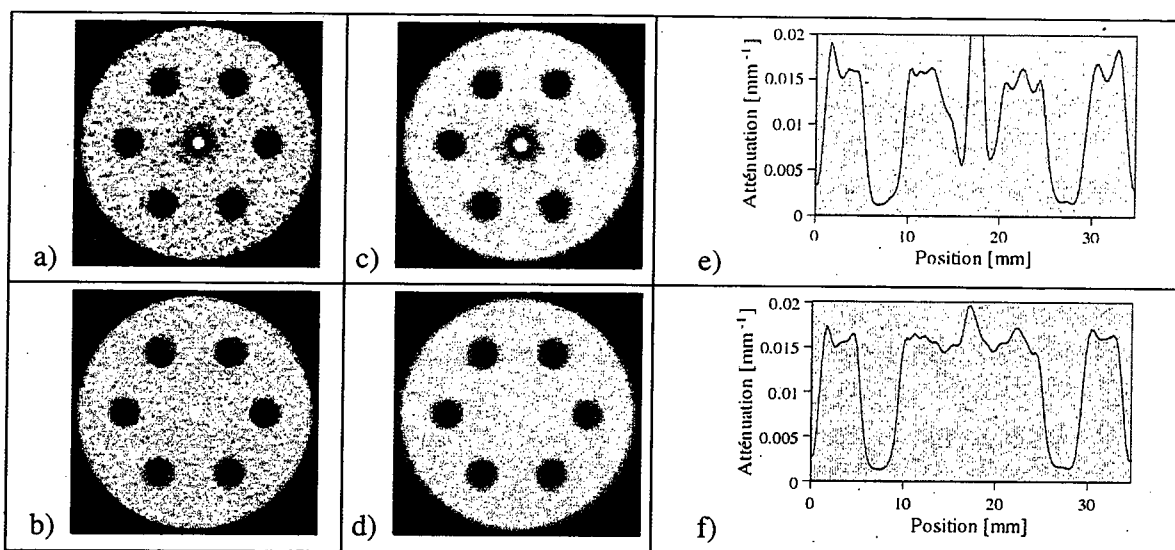 a)
c)
e)
Atténuation [mm⁻¹]
0.02
0.015
0.01
0.005
0
0 10 20 30
Position [mm]
b)
d)
f)
Atténuation [mm⁻¹]
0.02
0.015
0.01
0.005
0
0 10 20 30
Position [mm]